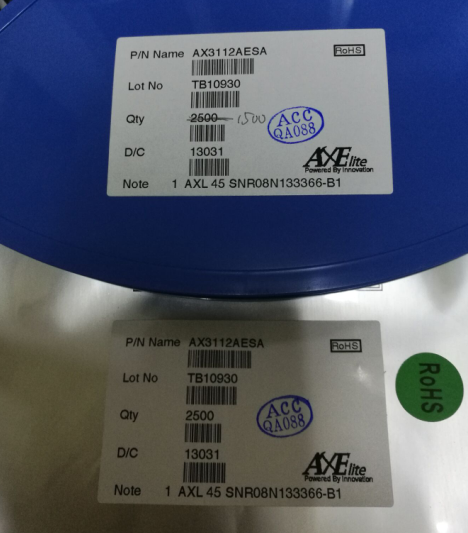 P/N Name AX3112AESA RoHS
Lot No TB10930
Qty 2500 1500
ACC
QA088
D/C 13031
AXElite
Powered By Innovation
Note 1 AXL 45 SNR08N133366-B1
P/N Name AX3112AESA RoHS
Lot No TB10930
RoHS
Qty 2500
ACC
QA088
D/C 13031
AXElite
Powered By Innovation
Note 1 AXL 45 SNR08N133366-B1